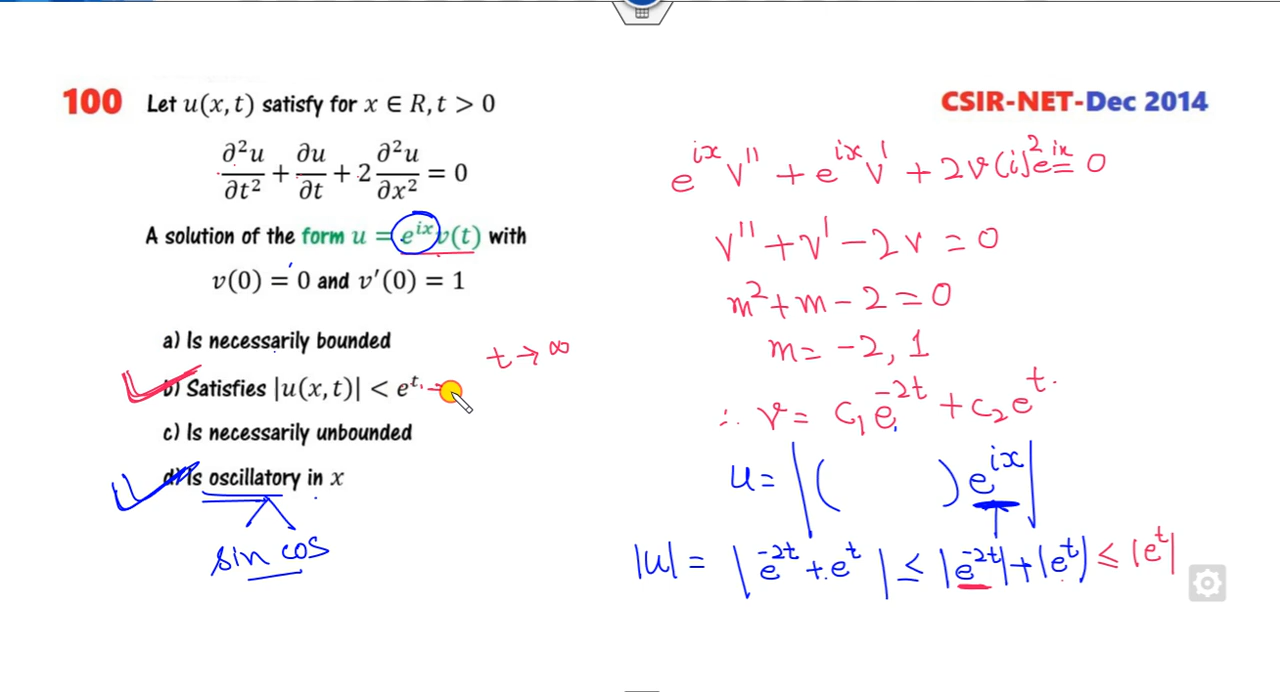 100 Let u(x, t) satisfy for x ∈ R, t > 0
CSIR-NET-Dec 2014
∂²u/∂t² + ∂u/∂t + 2 ∂²u/∂x² = 0
A solution of the form u = e^{ix}v(t) with
v(0) = 0 and v′(0) = 1
a) Is necessarily bounded
b) Satisfies |u(x, t)| < e^t
t → ∞
c) Is necessarily unbounded
d) Is oscillatory in x
sin cos
e^{ix} v'' + e^{ix} v' + 2v(i)² e^{ix} = 0
v'' + v' − 2v = 0
m² + m − 2 = 0
m = −2, 1
∴ v = c₁e^{−2t} + c₂e^t.
u = |( )e^{ix}|
|u| = |e^{−2t} + e^t| ≤ |e^{−2t}| + |e^t| ≤ |e^t|